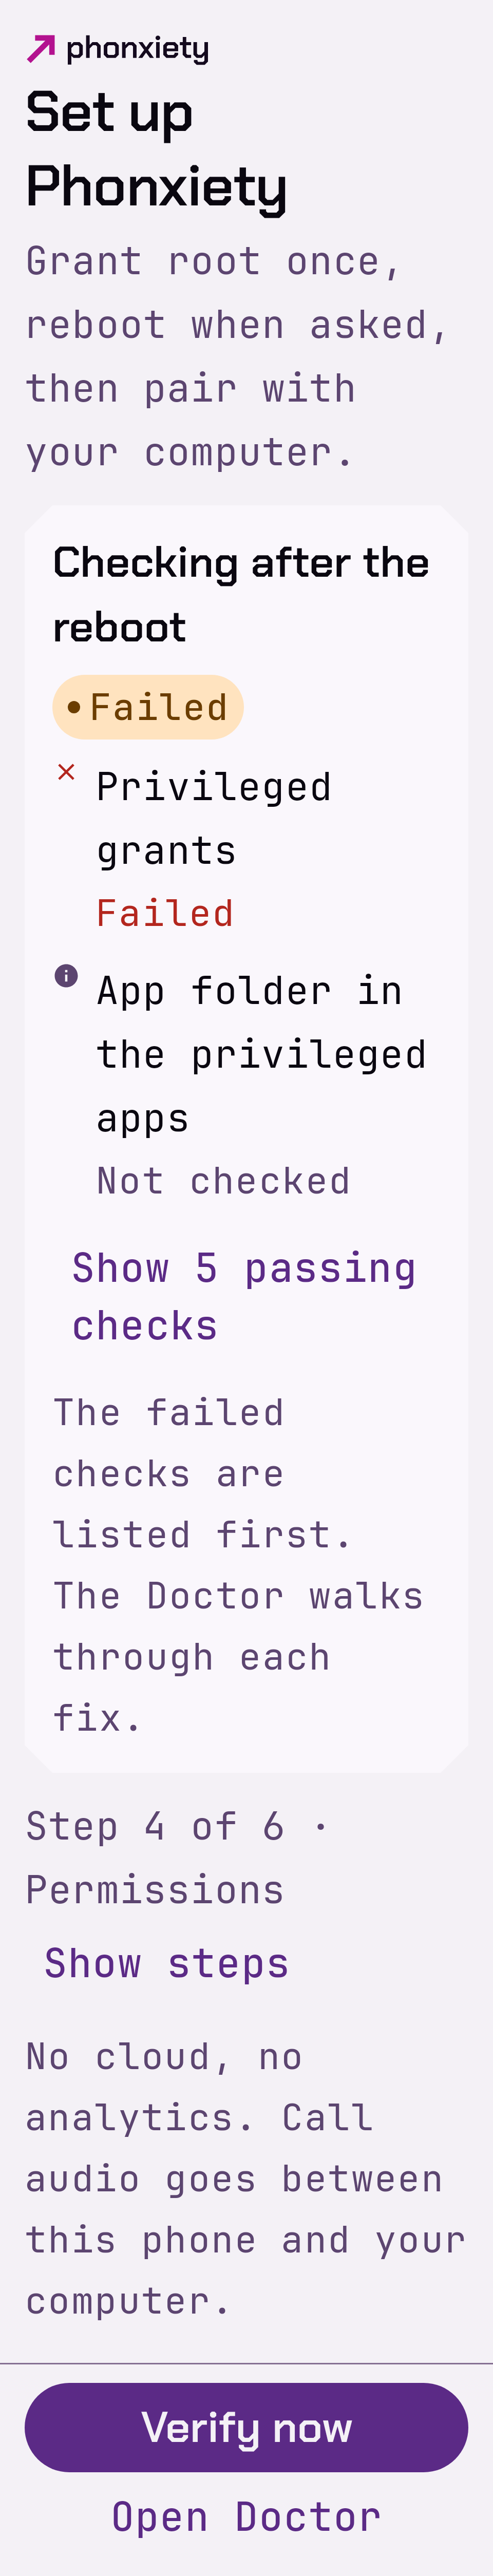 phonxiety
Set up
Phonxiety
Grant root once,
reboot when asked,
then pair with
your computer.
Checking after the
reboot
• Failed
Privileged
grants
Failed
App folder in
the privileged
apps
Not checked
Show 5 passing
checks
The failed
checks are
listed first.
The Doctor walks
through each
fix.
Step 4 of 6 ·
Permissions
Show steps
No cloud, no
analytics. Call
audio goes between
this phone and your
computer.
Verify now
Open Doctor